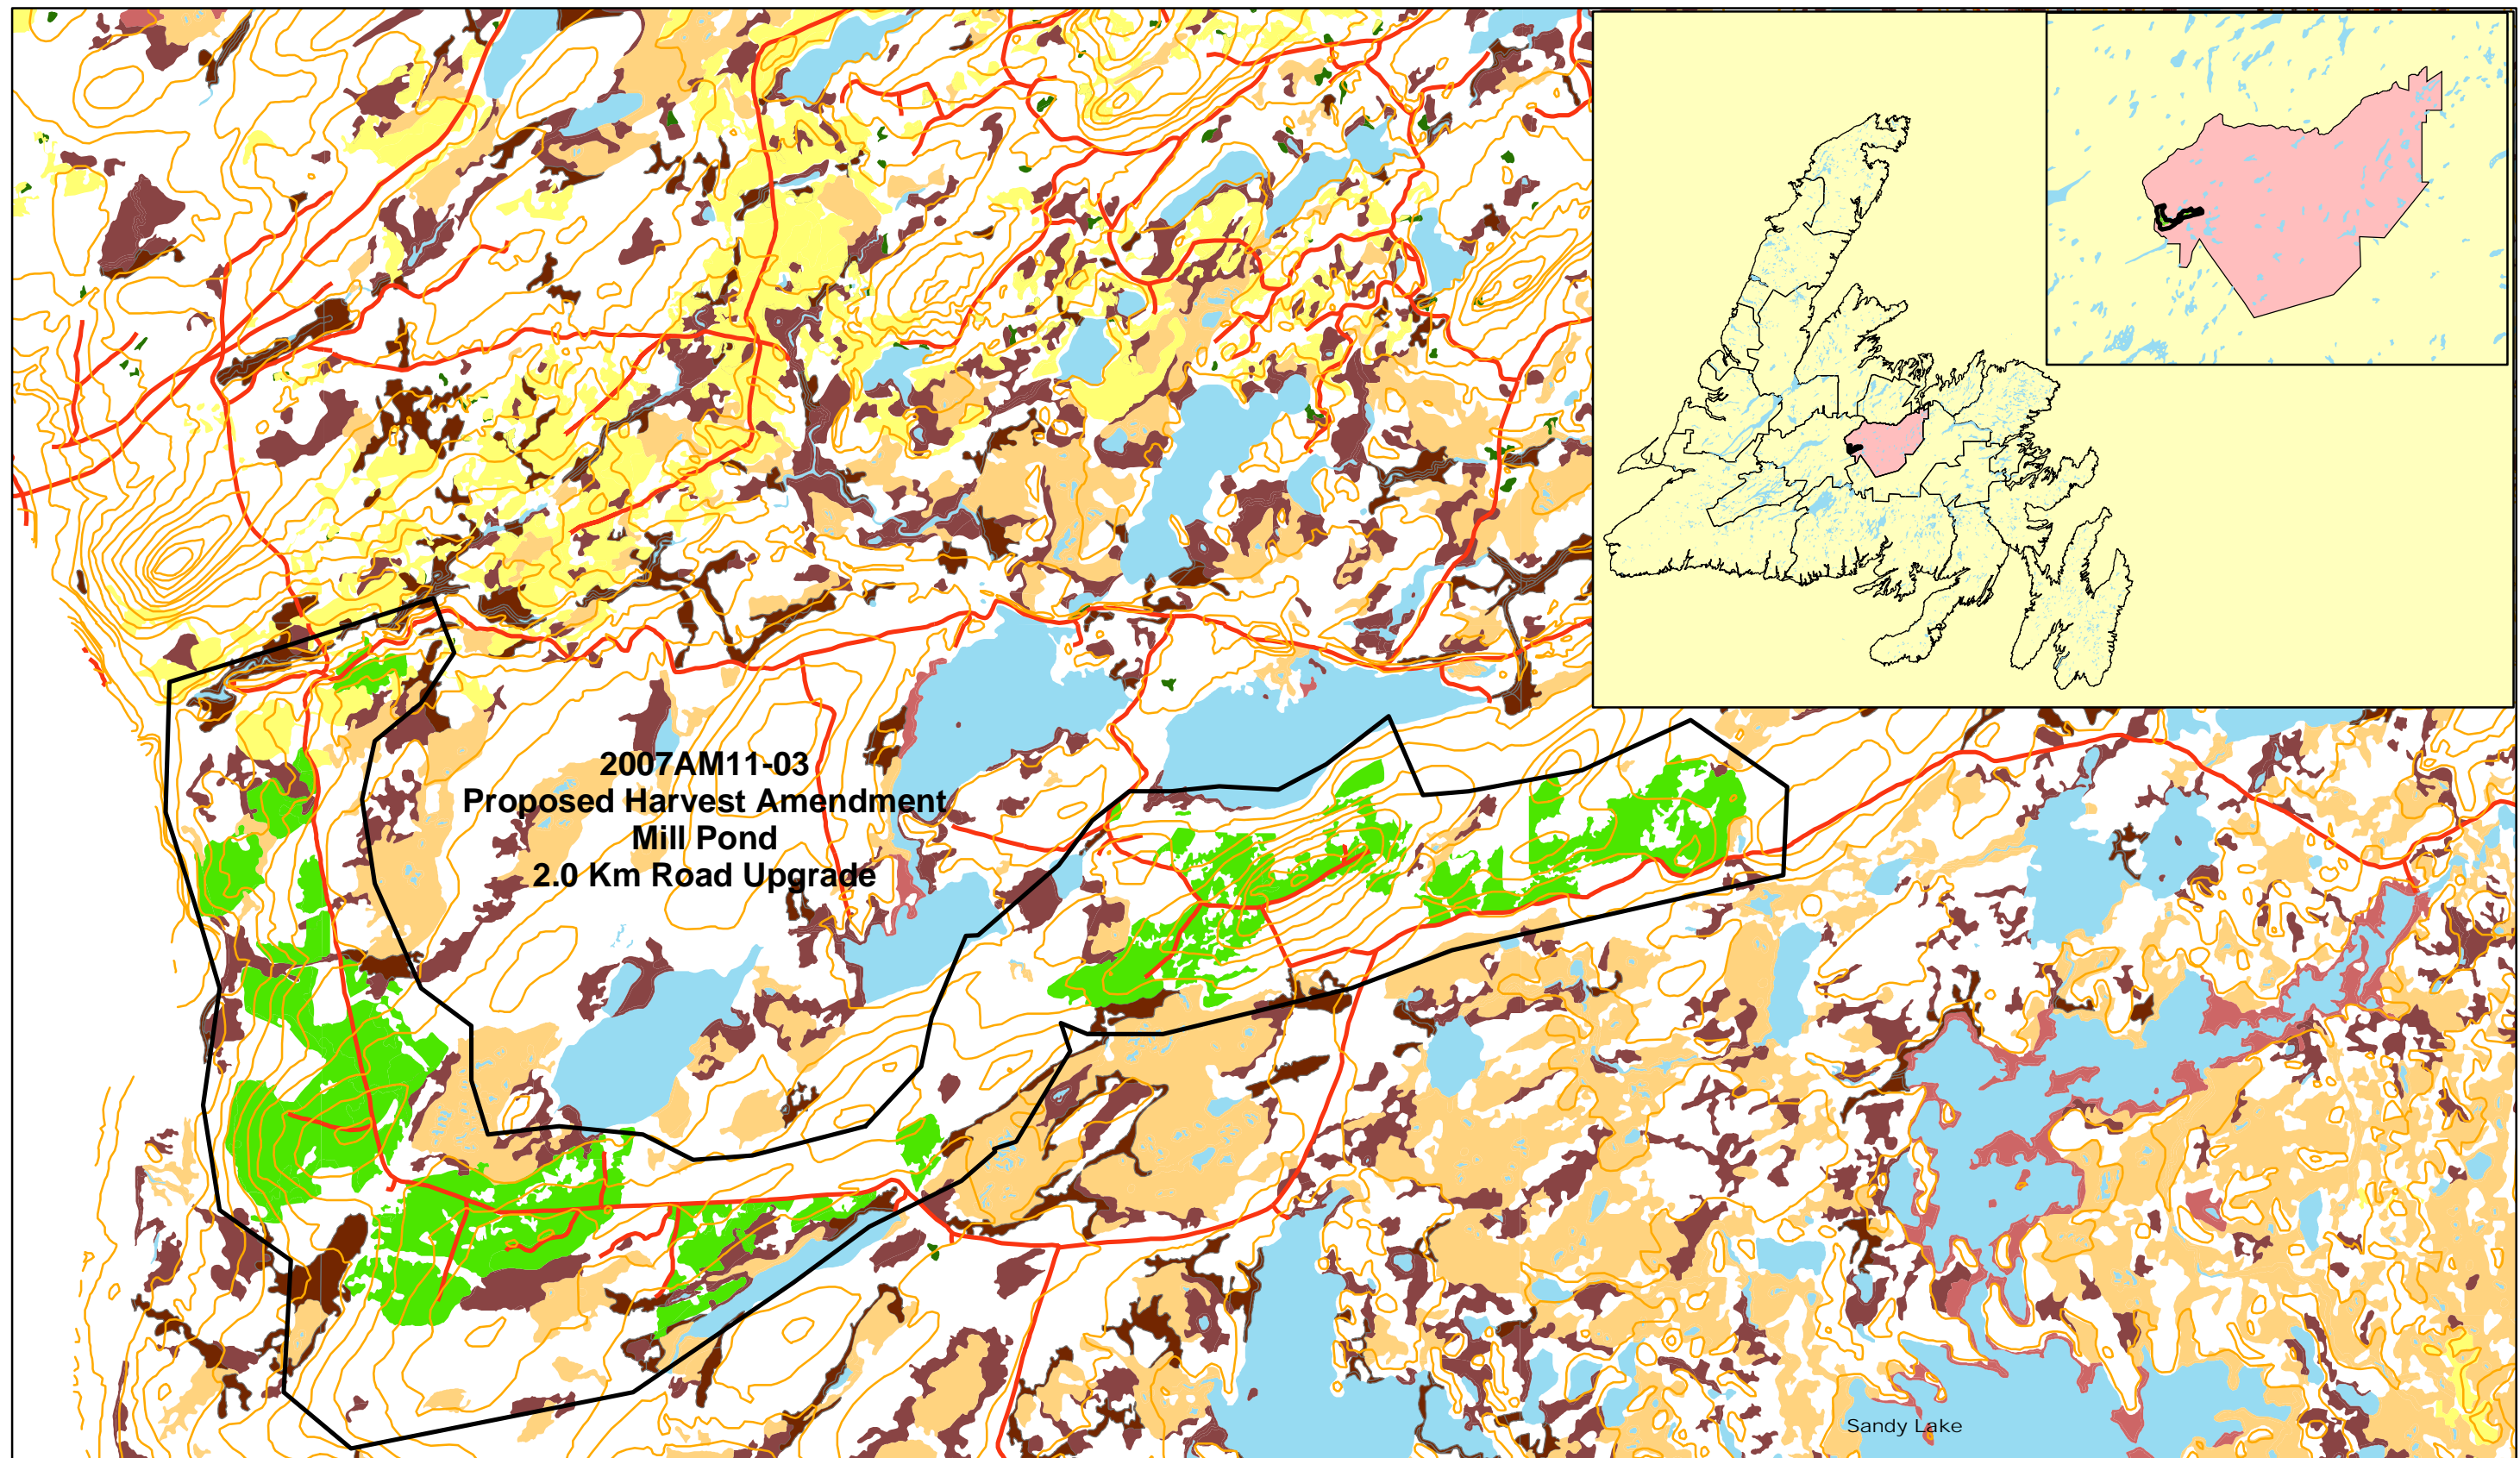 2007AM11-03
Proposed Harvest Amendment
Mill Pond
2.0 Km Road Upgrade
Sandy Lake